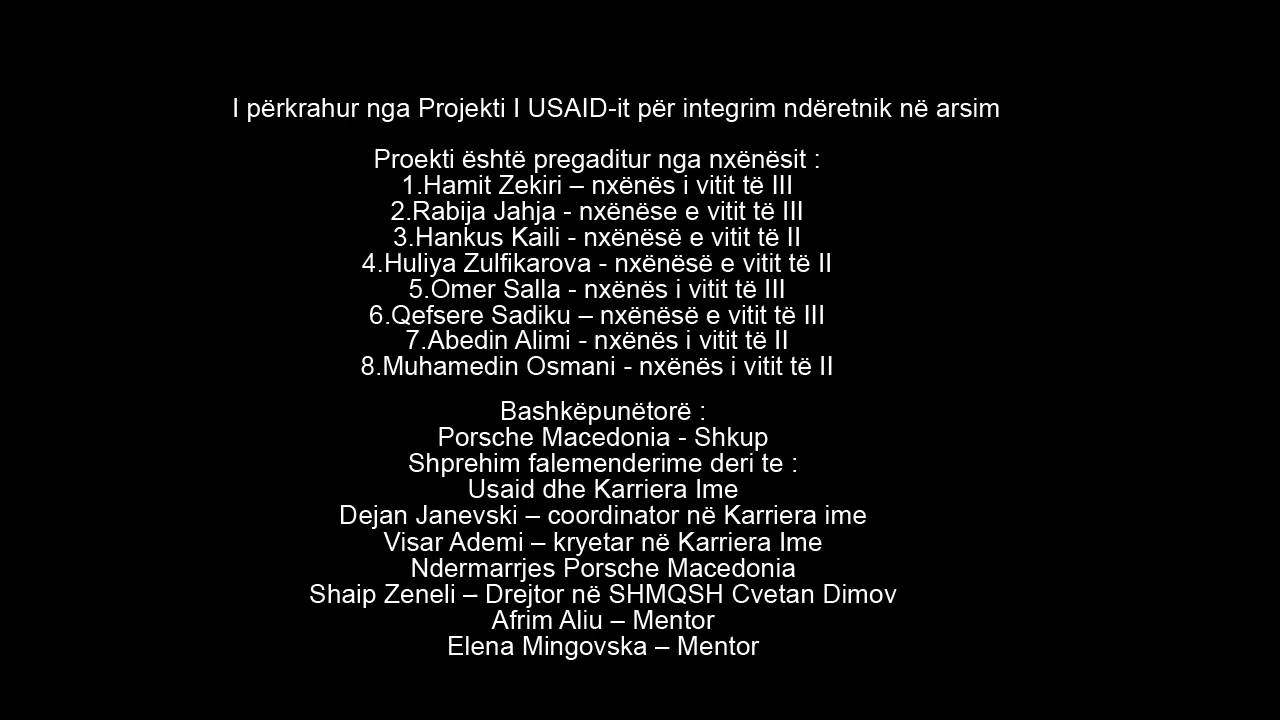 I përkrahur nga Projekti I USAID-it për integrim ndëretnik në arsim
Proekti është pregaditur nga nxënësit :
1.Hamit Zekiri – nxënës i vitit të III
2.Rabija Jahja - nxënëse e vitit të III
3.Hankus Kaili - nxënësë e vitit të II
4.Huliya Zulfikarova - nxënësë e vitit të II
5.Omer Salla - nxënës i vitit të III
6.Qefsere Sadiku – nxënësë e vitit të III
7.Abedin Alimi - nxënës i vitit të II
8.Muhamedin Osmani - nxënës i vitit të II
Bashkëpunëtorë :
Porsche Macedonia - Shkup
Shprehim falemenderime deri te :
Usaid dhe Karriera Ime
Dejan Janevski – coordinator në Karriera ime
Visar Ademi – kryetar në Karriera Ime
Ndermarrjes Porsche Macedonia
Shaip Zeneli – Drejtor në SHMQSH Cvetan Dimov
Afrim Aliu – Mentor
Elena Mingovska – Mentor